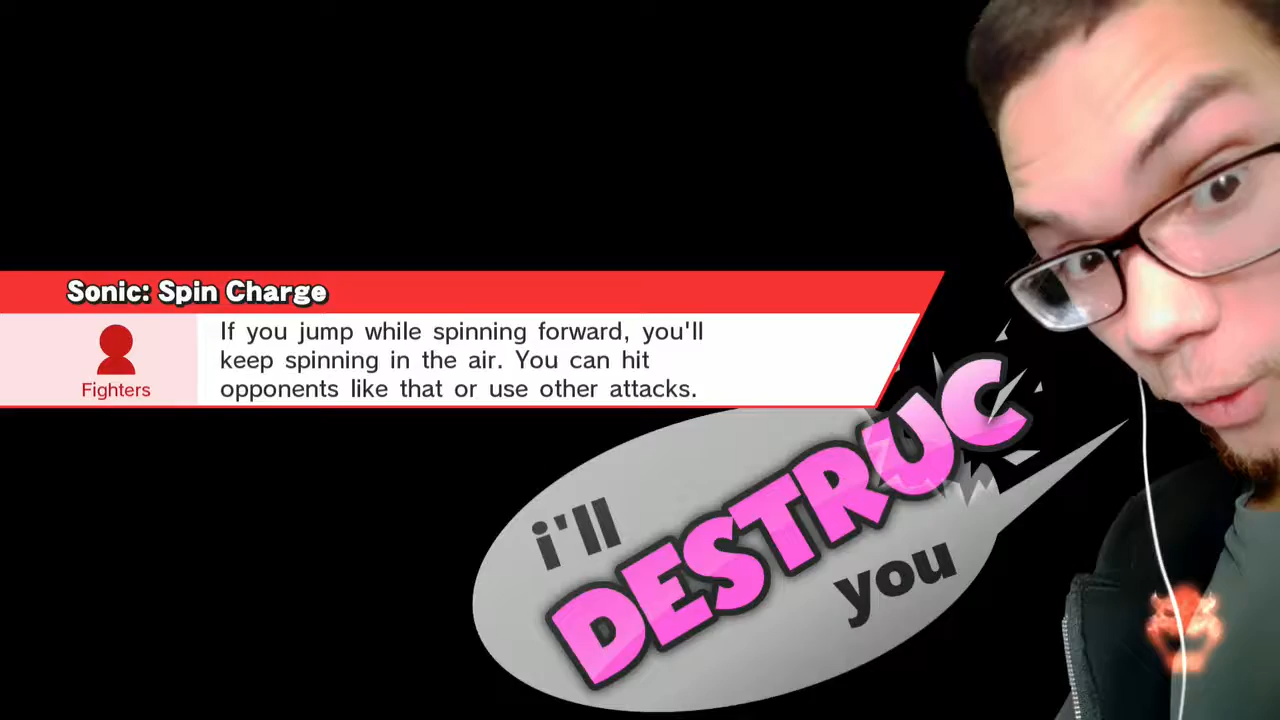 Sonic: Spin Charge
If you jump while spinning forward, you'll
keep spinning in the air. You can hit
opponents like that or use other attacks.
Fighters
i'll
DESTRUC
you